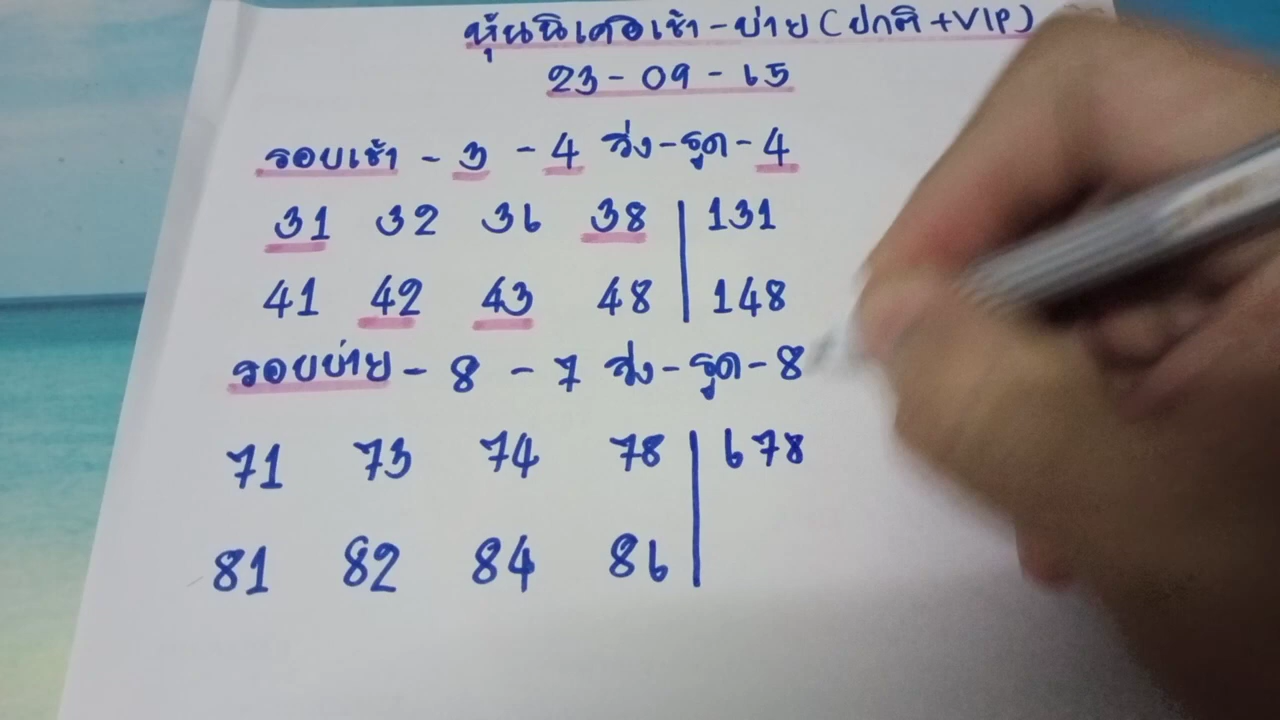 หุ้นนิเคอิเช้า-บ่าย (ปกติ+VIP)
23-09-65
รอบเช้า - 3 - 4 วิ่ง-รูด-4
31 32 36 38 | 131
41 42 43 48 | 148
รอบบ่าย - 8 - 7 วิ่ง-รูด-8
71 73 74 78 | 678
81 82 84 86 |